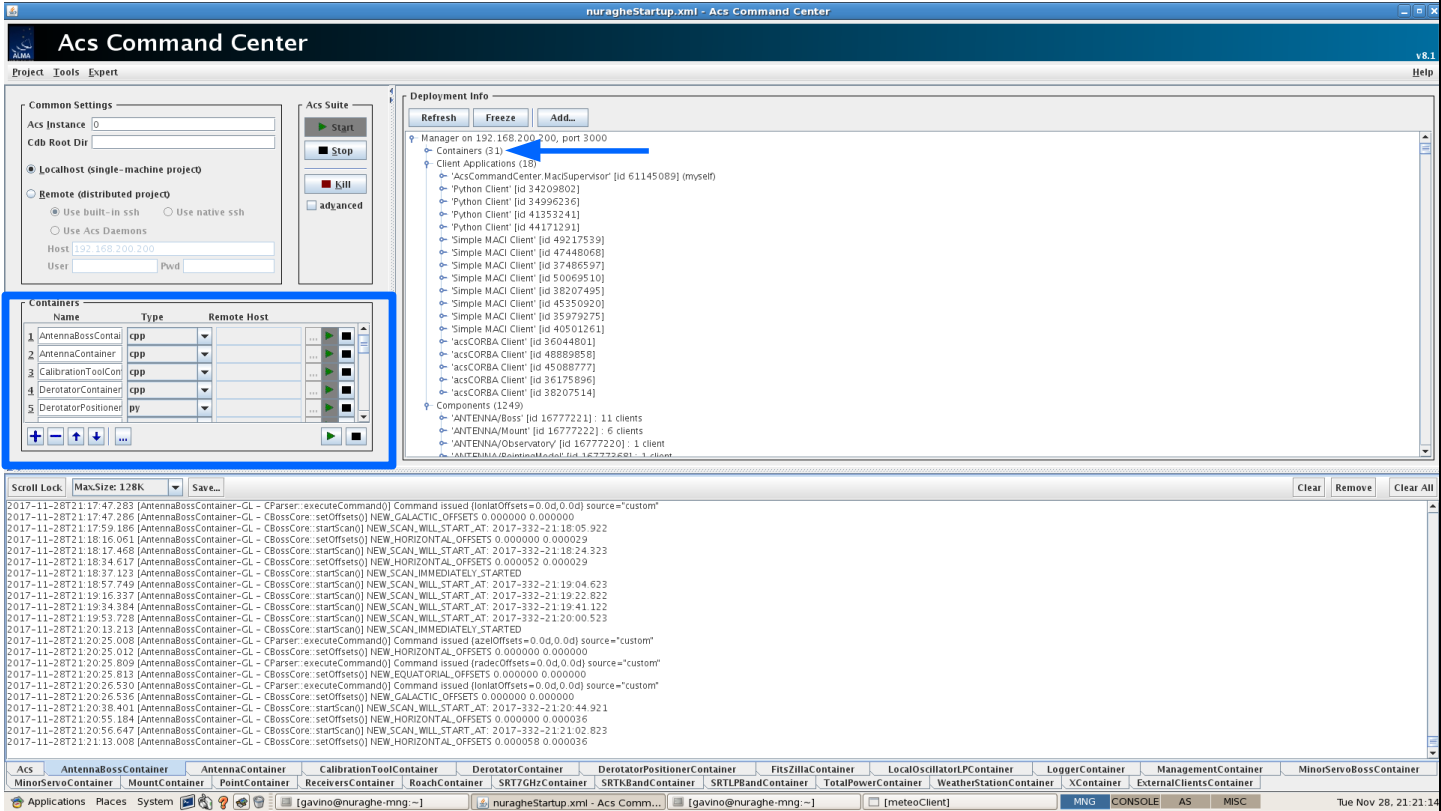 nuragheStartup.xml - Acs Command Center
ALMA
Acs Command Center
v8.1
Project Tools Expert
Help
Common Settings
Acs Instance 0
Cdb Root Dir
Localhost (single-machine project)
Remote (distributed project)
Use built-in ssh Use native ssh
Use Acs Daemons
Host 192.168.200.200
User Pwd
Acs Suite
Start
Stop
Kill
advanced
Containers
Name Type Remote Host
1 AntennaBossContai cpp ...
2 AntennaContainer cpp ...
3 CalibrationToolCont cpp ...
4 DerotatorContainer cpp ...
5 DerotatorPositioner py ...
...
Deployment Info
Refresh Freeze Add...
Manager on 192.168.200.200, port 3000
Containers (31)
Client Applications (18)
'AcsCommandCenter.MaciSupervisor' [id 61145089] (myself)
'Python Client' [id 34209802]
'Python Client' [id 34996236]
'Python Client' [id 41353241]
'Python Client' [id 44171291]
'Simple MACI Client' [id 49217539]
'Simple MACI Client' [id 47448068]
'Simple MACI Client' [id 37486597]
'Simple MACI Client' [id 50069510]
'Simple MACI Client' [id 38207495]
'Simple MACI Client' [id 45350920]
'Simple MACI Client' [id 35979275]
'Simple MACI Client' [id 40501261]
'acsCORBA Client' [id 36044801]
'acsCORBA Client' [id 48889858]
'acsCORBA Client' [id 45088777]
'acsCORBA Client' [id 36175896]
'acsCORBA Client' [id 38207514]
Components (1249)
'ANTENNA/Boss' [id 16777221] : 11 clients
'ANTENNA/Mount' [id 16777222] : 6 clients
'ANTENNA/Observatory' [id 16777220] : 1 client
'ANTENNA/PointingModel' [id 16777368] : 1 client
Scroll Lock Max.Size: 128K Save... Clear Remove Clear All
2017-11-28T21:17:47.283 [AntennaBossContainer-GL - CParser::executeCommand()] Command issued {lonlatOffsets=0.0d,0.0d} source="custom"
2017-11-28T21:17:47.286 [AntennaBossContainer-GL - CBossCore::setOffsets()] NEW_GALACTIC_OFFSETS 0.000000 0.000000
2017-11-28T21:17:59.186 [AntennaBossContainer-GL - CBossCore::startScan()] NEW_SCAN_WILL_START_AT: 2017-332-21:18:05.922
2017-11-28T21:18:16.061 [AntennaBossContainer-GL - CBossCore::setOffsets()] NEW_HORIZONTAL_OFFSETS 0.000000 0.000029
2017-11-28T21:18:17.468 [AntennaBossContainer-GL - CBossCore::startScan()] NEW_SCAN_WILL_START_AT: 2017-332-21:18:24.323
2017-11-28T21:18:34.617 [AntennaBossContainer-GL - CBossCore::setOffsets()] NEW_HORIZONTAL_OFFSETS 0.000052 0.000029
2017-11-28T21:18:37.123 [AntennaBossContainer-GL - CBossCore::startScan()] NEW_SCAN_IMMEDIATELY_STARTED
2017-11-28T21:18:57.749 [AntennaBossContainer-GL - CBossCore::startScan()] NEW_SCAN_WILL_START_AT: 2017-332-21:19:04.623
2017-11-28T21:19:16.337 [AntennaBossContainer-GL - CBossCore::startScan()] NEW_SCAN_WILL_START_AT: 2017-332-21:19:22.822
2017-11-28T21:19:34.384 [AntennaBossContainer-GL - CBossCore::startScan()] NEW_SCAN_WILL_START_AT: 2017-332-21:19:41.122
2017-11-28T21:19:53.728 [AntennaBossContainer-GL - CBossCore::startScan()] NEW_SCAN_WILL_START_AT: 2017-332-21:20:00.523
2017-11-28T21:20:13.213 [AntennaBossContainer-GL - CBossCore::startScan()] NEW_SCAN_IMMEDIATELY_STARTED
2017-11-28T21:20:25.008 [AntennaBossContainer-GL - CParser::executeCommand()] Command issued {azelOffsets=0.0d,0.0d} source="custom"
2017-11-28T21:20:25.012 [AntennaBossContainer-GL - CBossCore::setOffsets()] NEW_HORIZONTAL_OFFSETS 0.000000 0.000000
2017-11-28T21:20:25.809 [AntennaBossContainer-GL - CParser::executeCommand()] Command issued {radecOffsets=0.0d,0.0d} source="custom"
2017-11-28T21:20:25.813 [AntennaBossContainer-GL - CBossCore::setOffsets()] NEW_EQUATORIAL_OFFSETS 0.000000 0.000000
2017-11-28T21:20:26.530 [AntennaBossContainer-GL - CParser::executeCommand()] Command issued {lonlatOffsets=0.0d,0.0d} source="custom"
2017-11-28T21:20:26.536 [AntennaBossContainer-GL - CBossCore::setOffsets()] NEW_GALACTIC_OFFSETS 0.000000 0.000000
2017-11-28T21:20:38.401 [AntennaBossContainer-GL - CBossCore::startScan()] NEW_SCAN_WILL_START_AT: 2017-332-21:20:44.921
2017-11-28T21:20:55.184 [AntennaBossContainer-GL - CBossCore::setOffsets()] NEW_HORIZONTAL_OFFSETS 0.000000 0.000036
2017-11-28T21:20:56.647 [AntennaBossContainer-GL - CBossCore::startScan()] NEW_SCAN_WILL_START_AT: 2017-332-21:21:02.823
2017-11-28T21:21:13.008 [AntennaBossContainer-GL - CBossCore::setOffsets()] NEW_HORIZONTAL_OFFSETS 0.000058 0.000036
Acs AntennaBossContainer AntennaContainer CalibrationToolContainer DerotatorContainer DerotatorPositionerContainer FitsZillaContainer LocalOscillatorLPContainer LoggerContainer ManagementContainer MinorServoBossContainer
MinorServoContainer MountContainer PointContainer ReceiversContainer RoachContainer SRT7GHzContainer SRTKBandContainer SRTLPBandContainer TotalPowerContainer WeatherStationContainer XContainer ExternalClientsContainer
Applications Places System [gavino@nuraghe-mng:~] nuragheStartup.xml - Acs Comm... [gavino@nuraghe-mng:~] [meteoClient] MNG CONSOLE AS MISC Tue Nov 28, 21:21:14